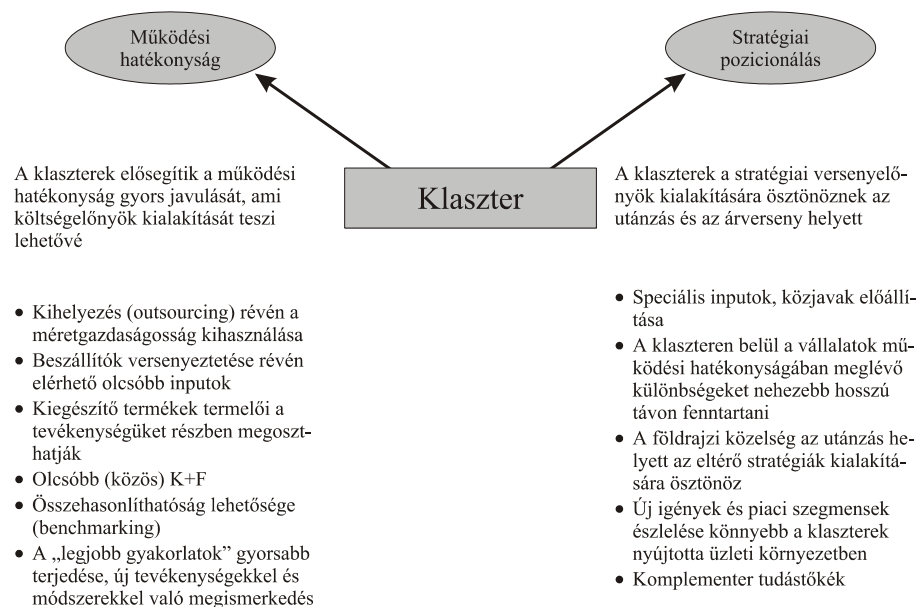 Működési
hatékonyság
Stratégiai
pozicionálás
Klaszter
A klaszterek elősegítik a működési
hatékonyság gyors javulását, ami
költségelőnyök kialakítását teszi
lehetővé
A klaszterek a stratégiai versenyelő-
nyök kialakítására ösztönöznek az
utánzás és az árverseny helyett
• Kihelyezés (outsourcing) révén a
méretgazdaságosság kihasználása
• Beszállítók versenyeztetése révén
elérhető olcsóbb inputok
• Kiegészítő termékek termelői a
tevékenységüket részben megoszt-
hatják
• Olcsóbb (közös) K+F
• Összehasonlíthatóság lehetősége
(benchmarking)
• A „legjobb gyakorlatok” gyorsabb
terjedése, új tevékenységekkel és
módszerekkel való megismerkedés
• Speciális inputok, közjavak előállí-
tása
• A klaszteren belül a vállalatok mű-
ködési hatékonyságában meglévő
különbségeket nehezebb hosszú
távon fenntartani
• A földrajzi közelség az utánzás he-
lyett az eltérő stratégiák kialakítá-
sára ösztönöz
• Új igények és piaci szegmensek
észlelése könnyebb a klaszterek
nyújtotta üzleti környezetben
• Komplementer tudástőkék